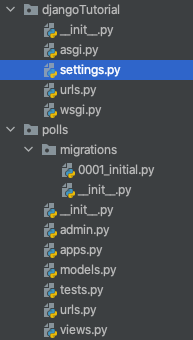 djangoTutorial
__init__.py
asgi.py
settings.py
urls.py
wsgi.py
polls
migrations
0001_initial.py
__init__.py
__init__.py
admin.py
apps.py
models.py
tests.py
urls.py
views.py